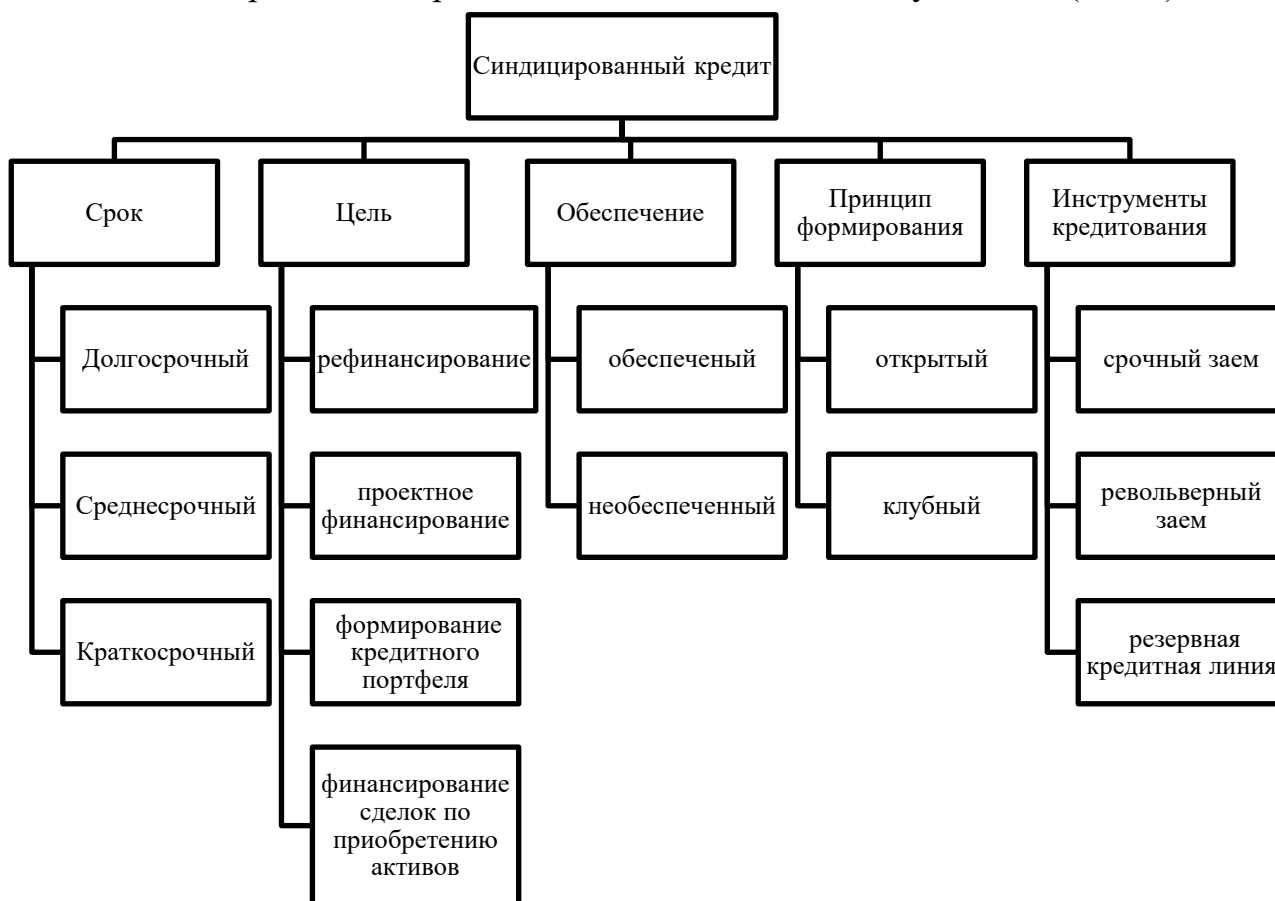 Синдицированный кредит
Срок
Цель
Обеспечение
Принцип
формирования
Инструменты
кредитования
Долгосрочный
рефинансирование
обеспеченый
открытый
срочный заем
Среднесрочный
проектное
финансирование
необеспеченный
клубный
револьверный
заем
Краткосрочный
формирование
кредитного
портфеля
резервная
кредитная линия
финансирование
сделок по
приобретению
активов